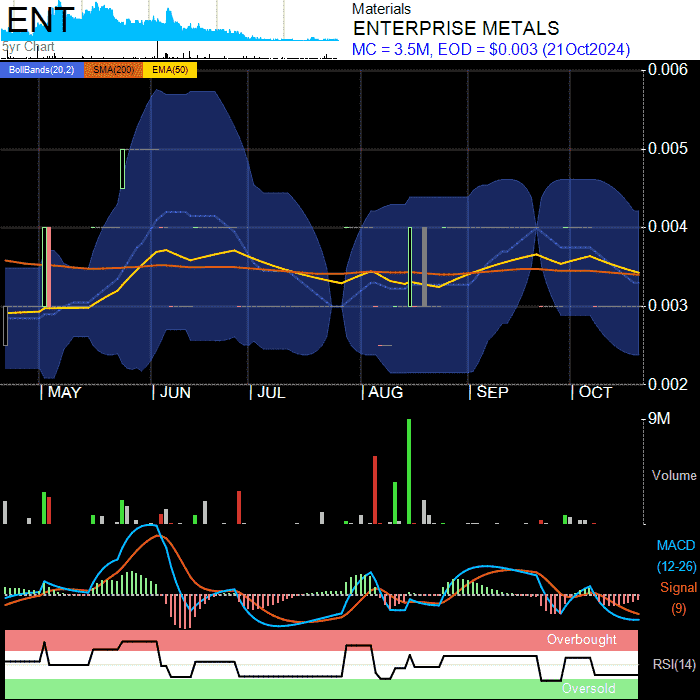 ENT
5yr Chart
Materials
ENTERPRISE METALS
MC = 3.5M, EOD = $0.003 (21Oct2024)
BollBands(20,2) SMA(200) EMA(50)
0.006
0.005
0.004
0.003
0.002
MAY JUN JUL AUG SEP OCT
9M
Volume
MACD
(12-26)
Signal
(9)
Overbought
RSI(14)
Oversold